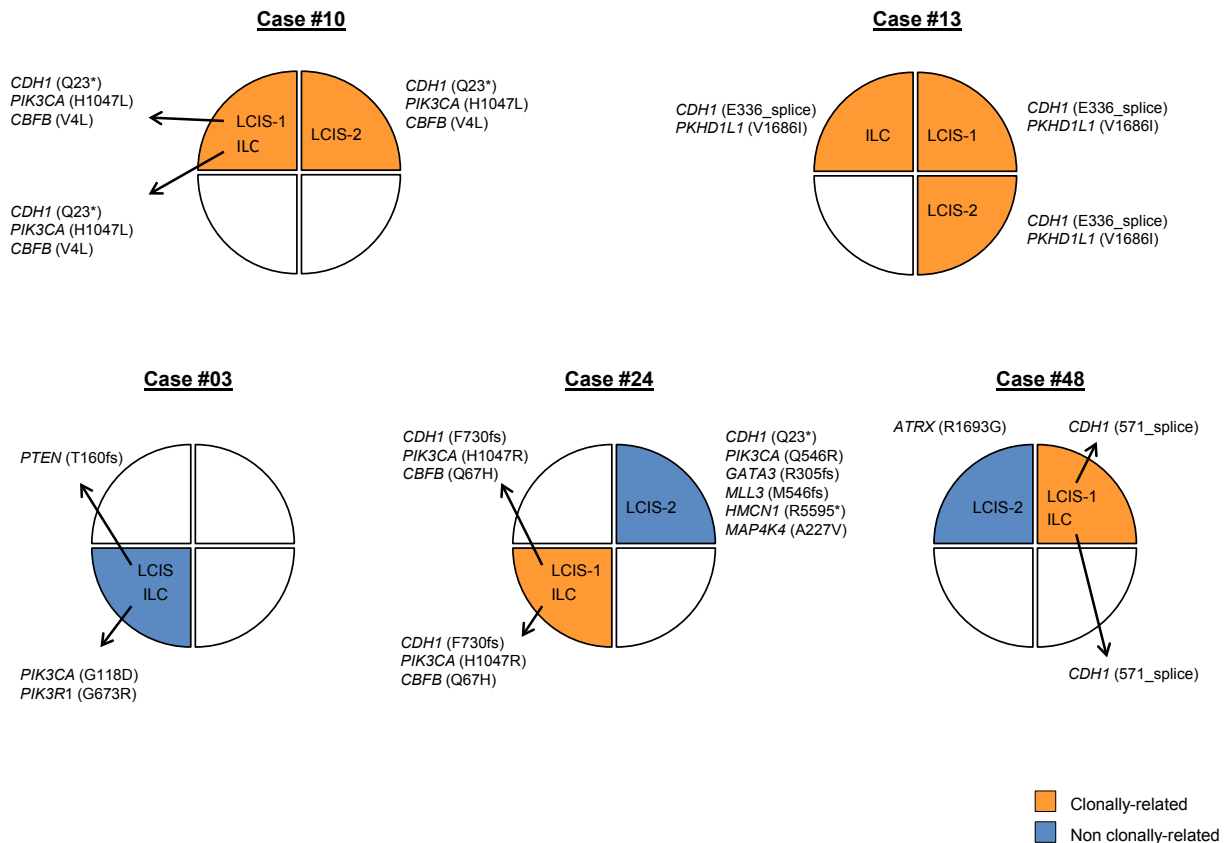 Case #10
CDH1 (Q23*)
PIK3CA (H1047L)
CBFB (V4L)
LCIS-1
ILC
LCIS-2
CDH1 (Q23*)
PIK3CA (H1047L)
CBFB (V4L)
CDH1 (Q23*)
PIK3CA (H1047L)
CBFB (V4L)
Case #13
CDH1 (E336_splice)
PKHD1L1 (V1686I)
ILC
LCIS-1
CDH1 (E336_splice)
PKHD1L1 (V1686I)
LCIS-2
CDH1 (E336_splice)
PKHD1L1 (V1686I)
Case #03
PTEN (T160fs)
LCIS
ILC
PIK3CA (G118D)
PIK3R1 (G673R)
Case #24
CDH1 (F730fs)
PIK3CA (H1047R)
CBFB (Q67H)
LCIS-2
CDH1 (Q23*)
PIK3CA (Q546R)
GATA3 (R305fs)
MLL3 (M546fs)
HMCN1 (R5595*)
MAP4K4 (A227V)
LCIS-1
ILC
CDH1 (F730fs)
PIK3CA (H1047R)
CBFB (Q67H)
Case #48
ATRX (R1693G)
CDH1 (571_splice)
LCIS-2
LCIS-1
ILC
CDH1 (571_splice)
Clonally-related
Non clonally-related